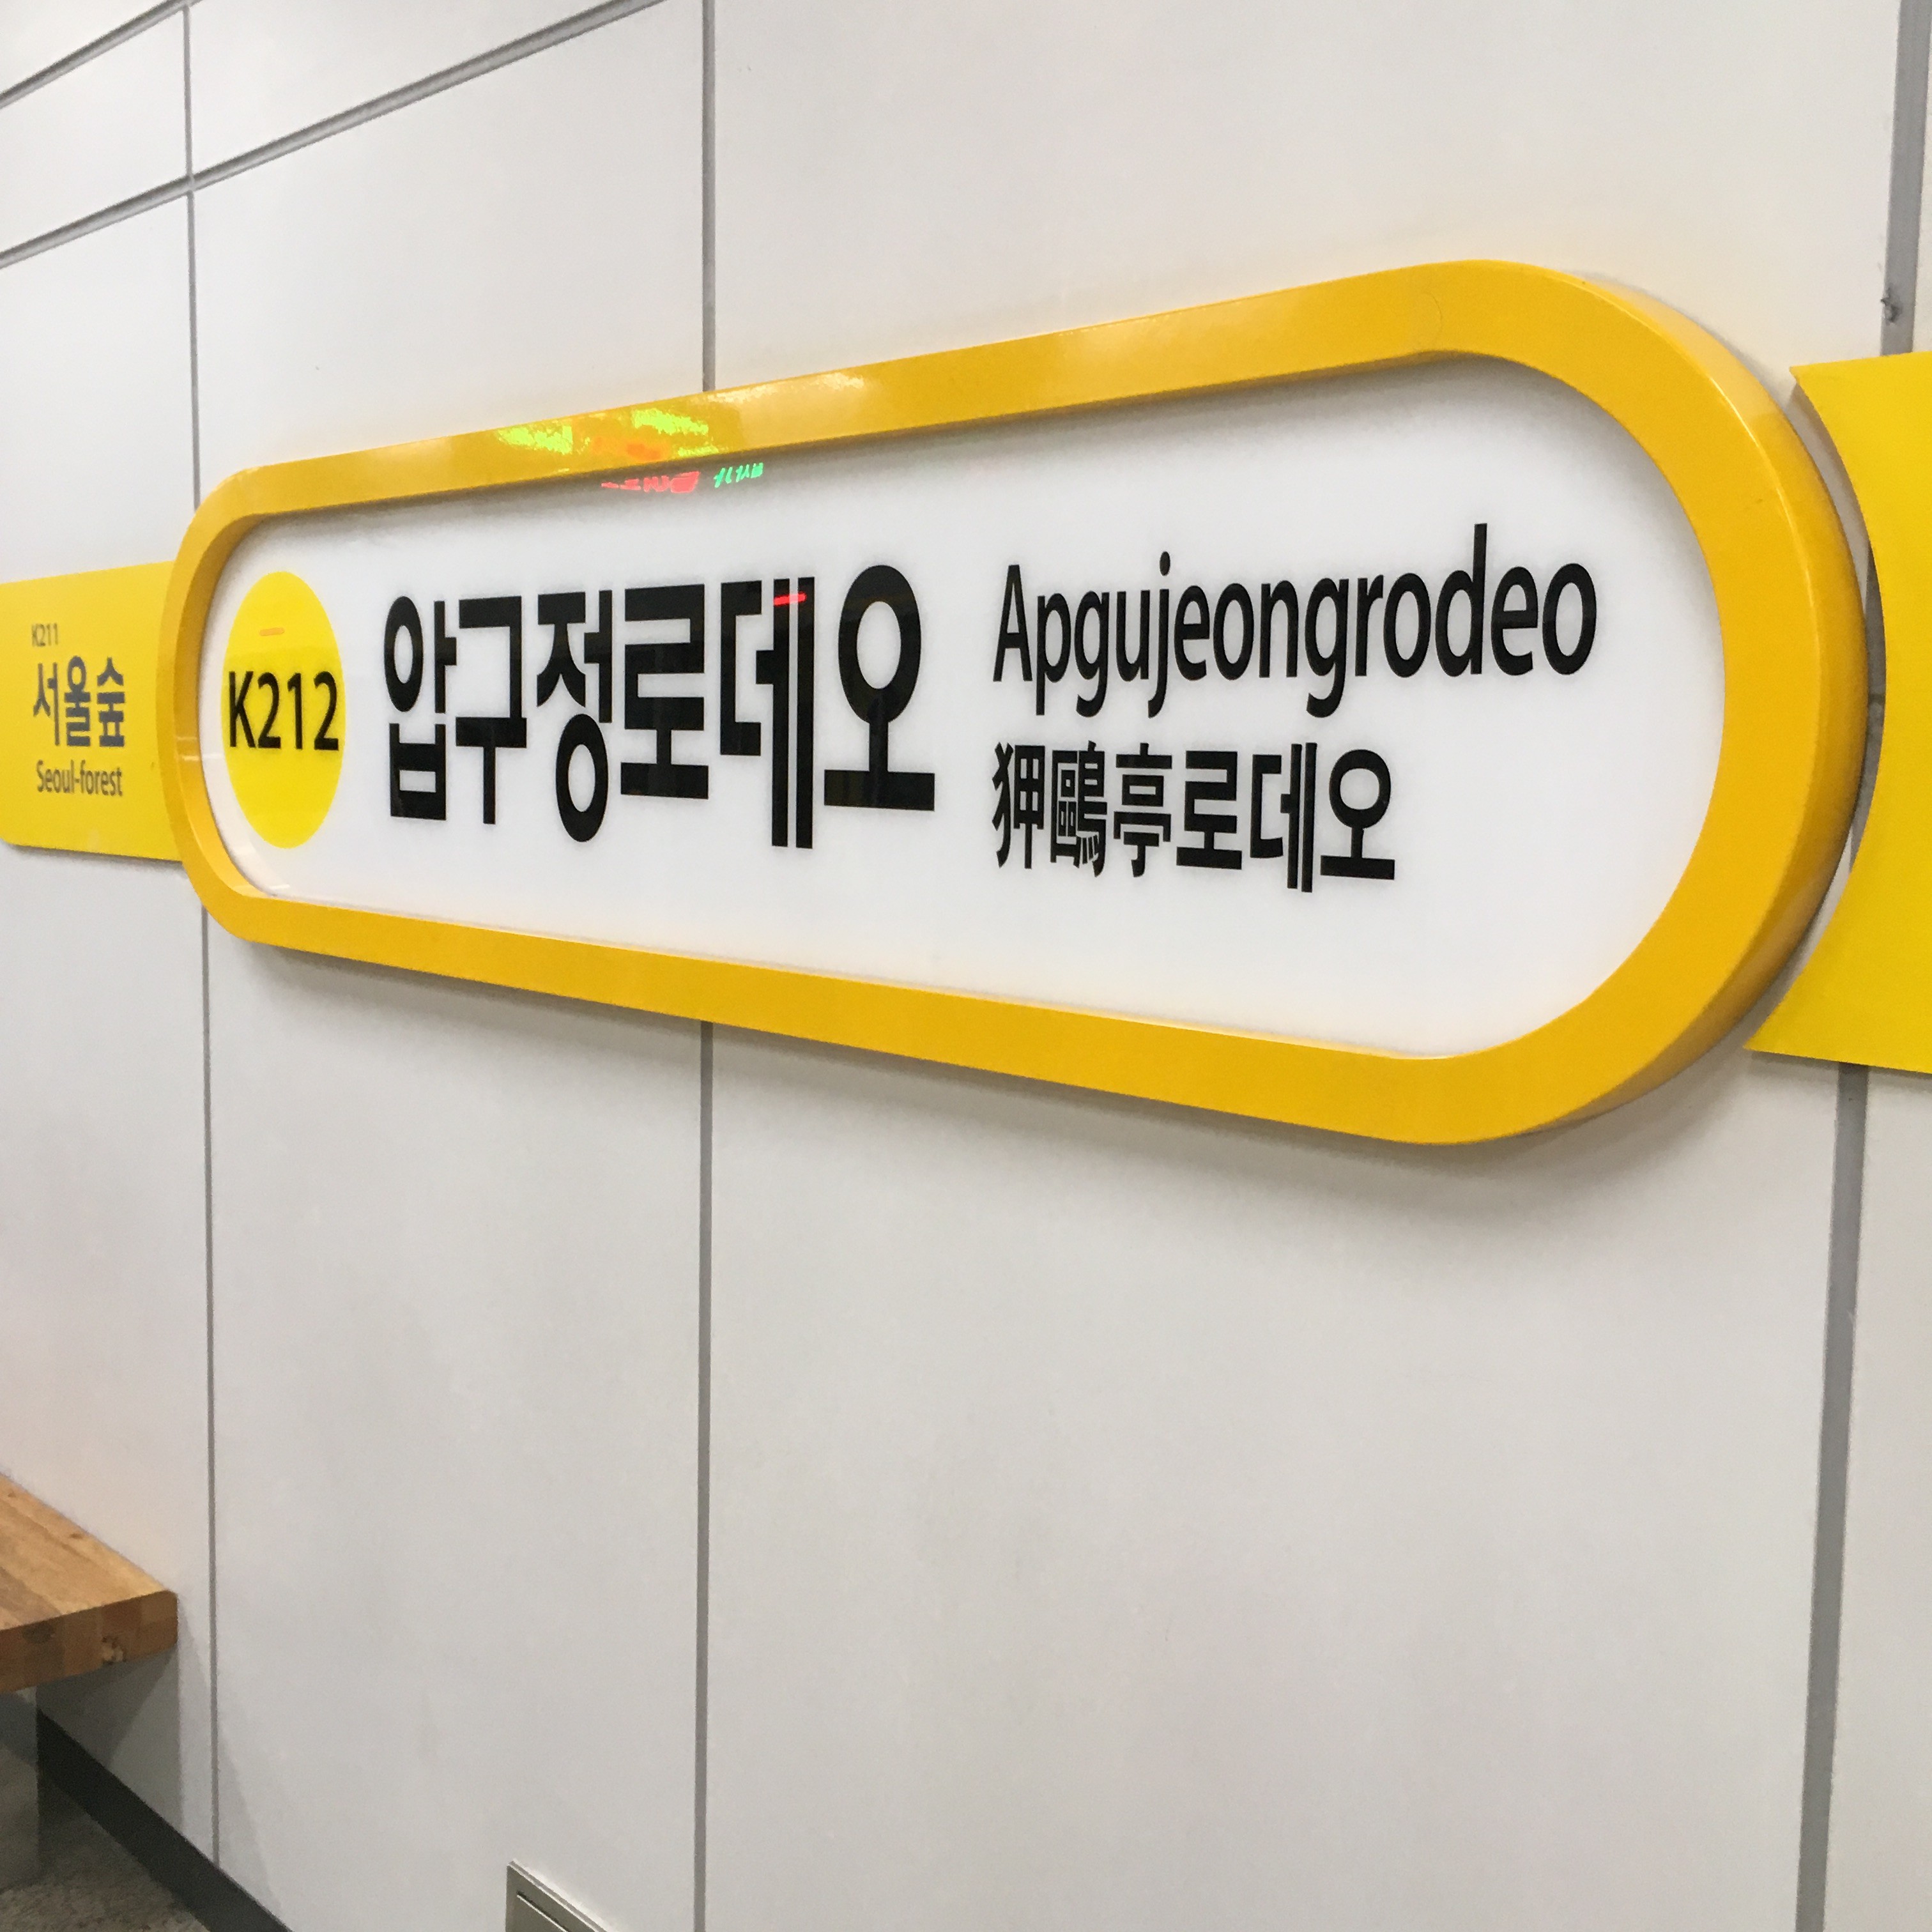 K211
서울숲
Seoul-forest
K212
압구정로데오
Apgujeongrodeo
狎鷗亭로데오